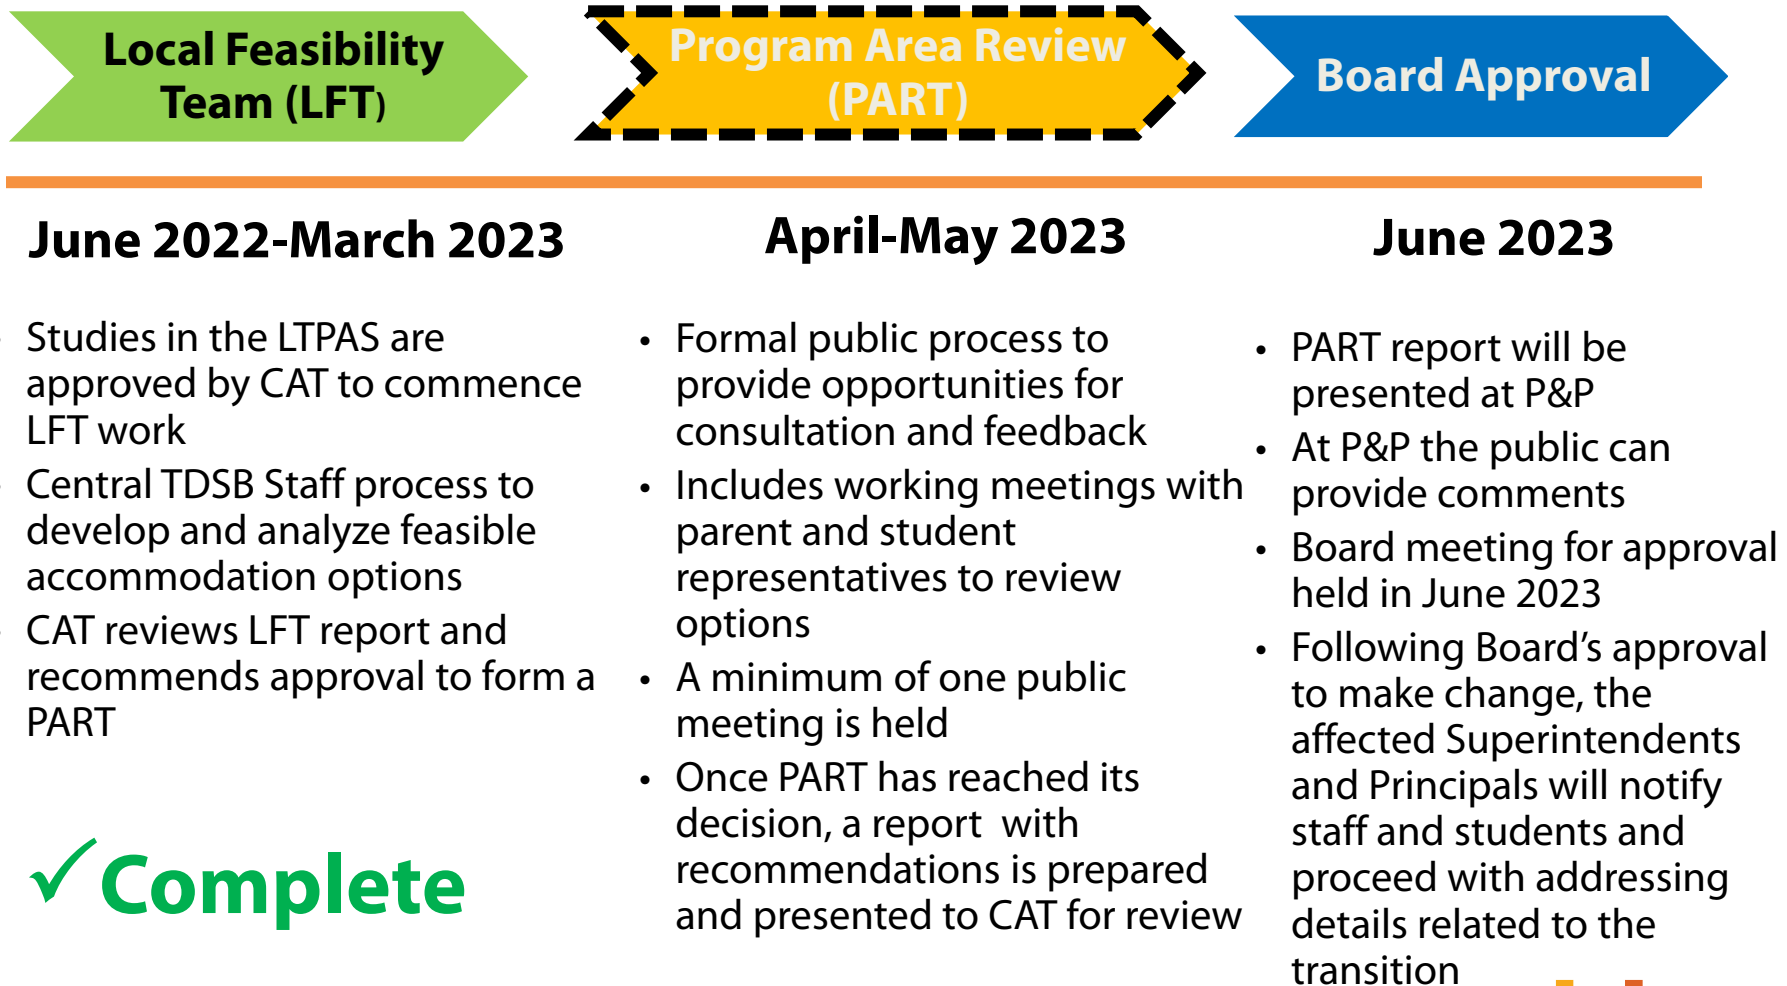 Local Feasibility
Team (LFT)
Program Area Review
(PART)
Board Approval
June 2022-March 2023
Studies in the LTPAS are
approved by CAT to commence
LFT work
Central TDSB Staff process to
develop and analyze feasible
accommodation options
CAT reviews LFT report and
recommends approval to form a
PART
✓Complete
April-May 2023
• Formal public process to
provide opportunities for
consultation and feedback
• Includes working meetings with
parent and student
representatives to review
options
• A minimum of one public
meeting is held
• Once PART has reached its
decision, a report with
recommendations is prepared
and presented to CAT for review
June 2023
• PART report will be
presented at P&P
• At P&P the public can
provide comments
• Board meeting for approval
held in June 2023
• Following Board’s approval
to make change, the
affected Superintendents
and Principals will notify
staff and students and
proceed with addressing
details related to the
transition